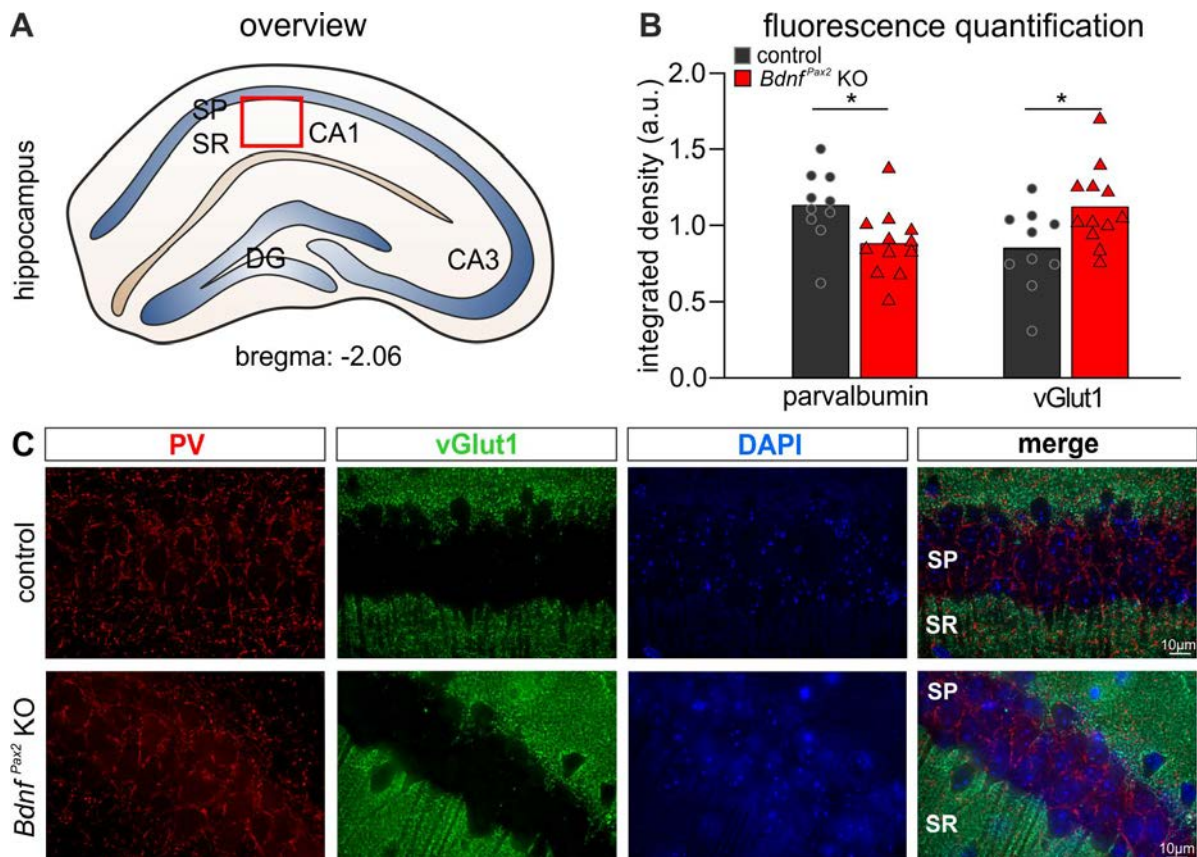 A
overview
hippocampus
SP
SR
CA1
DG
CA3
bregma: -2.06
B
fluorescence quantification
control
Bdnf^Pax2 KO
integrated density (a.u.)
2.0
1.5
1.0
0.5
0.0
*
*
parvalbumin
vGlut1
C
PV
vGlut1
DAPI
merge
control
SP
SR
10µm
Bdnf^Pax2 KO
SP
SR
10µm